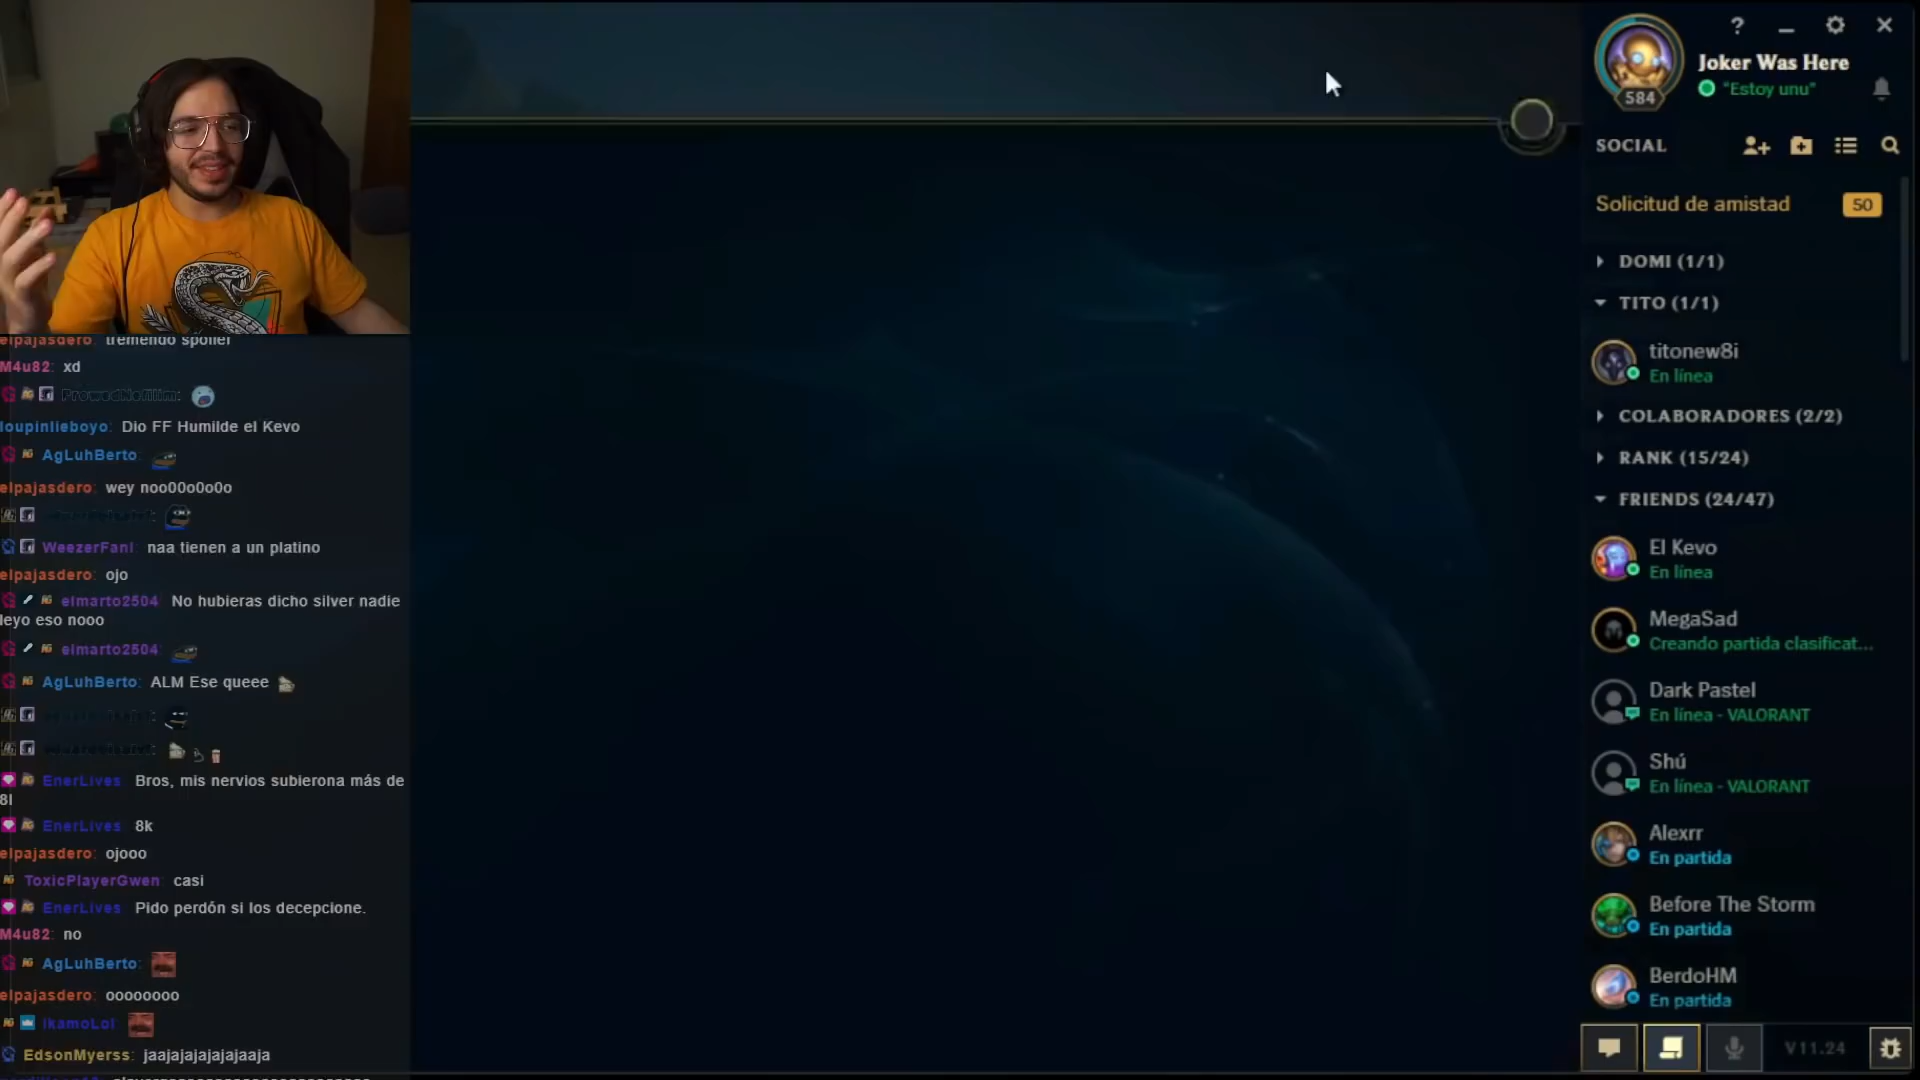 elpajasdero: tremendo spoiler
M4u82: xd
ProwedNefilim:
loupinlieboyo: Dio FF Humilde el Kevo
AgLuhBerto:
elpajasdero: wey noo00o0o0o
WeezerFanI: naa tienen a un platino
elpajasdero: ojo
elmarto2504 No hubieras dicho silver nadie
leyo eso nooo
elmarto2504
AgLuhBerto: ALM Ese queee
EnerLives Bros, mis nervios subierona más de
8l
EnerLives 8k
elpajasdero: ojooo
ToxicPlayerGwen casi
EnerLives Pido perdón si los decepcione.
M4u82: no
AgLuhBerto:
elpajasdero: oooooooo
IkamoLol
EdsonMyerss: jaajajajajajajaaja
584
Joker Was Here
"Estoy unu"
SOCIAL
Solicitud de amistad 50
DOMI (1/1)
TITO (1/1)
titonew8i
En línea
COLABORADORES (2/2)
RANK (15/24)
FRIENDS (24/47)
El Kevo
En línea
MegaSad
Creando partida clasificat...
Dark Pastel
En línea - VALORANT
Shú
En línea - VALORANT
Alexrr
En partida
Before The Storm
En partida
BerdoHM
En partida
V11.24